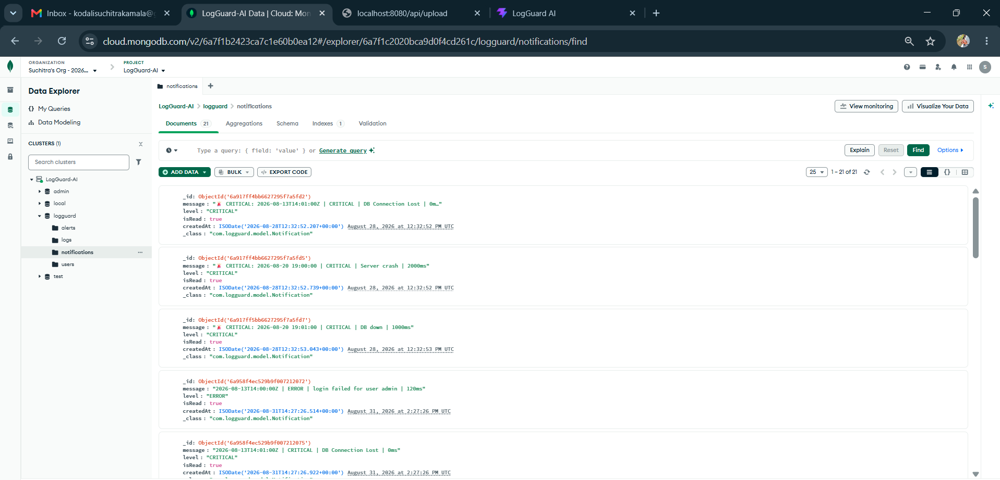 Inbox - kodalisuchitrakamala@g
LogGuard-AI Data | Cloud: Mon
localhost:8080/api/upload
LogGuard AI
cloud.mongodb.com/v2/6a7f1b2423ca7c1e60b0ea12#/explorer/6a7f1c2020bca9d0f4cd261c/logguard/notifications/find
ORGANIZATION
Suchitra's Org - 2026...
PROJECT
LogGuard-AI
S
Data Explorer
My Queries
Data Modeling
CLUSTERS (1)
Search clusters
LogGuard-AI
admin
local
logguard
alerts
logs
notifications
users
test
notifications
LogGuard-AI > logguard > notifications
View monitoring
Visualize Your Data
Documents 21
Aggregations
Schema
Indexes 1
Validation
Type a query: { field: 'value' } or Generate query
Explain
Reset
Find
Options
ADD DATA
BULK
EXPORT CODE
25
1 – 21 of 21
_id: ObjectId('6a917ff4bb6627295f7a5fd2')
message : "🚨 CRITICAL: 2026-08-13T14:01:00Z | CRITICAL | DB Connection Lost | 0m…"
level : "CRITICAL"
isRead : true
createdAt : ISODate('2026-08-28T12:32:52.207+00:00') August 28, 2026 at 12:32:52 PM UTC
_class : "com.logguard.model.Notification"
_id: ObjectId('6a917ff4bb6627295f7a5fd5')
message : "🚨 CRITICAL: 2026-08-20 19:00:00 | CRITICAL | Server crash | 2000ms"
level : "CRITICAL"
isRead : true
createdAt : ISODate('2026-08-28T12:32:52.739+00:00') August 28, 2026 at 12:32:52 PM UTC
_class : "com.logguard.model.Notification"
_id: ObjectId('6a917ff5bb6627295f7a5fd7')
message : "🚨 CRITICAL: 2026-08-20 19:01:00 | CRITICAL | DB down | 1000ms"
level : "CRITICAL"
isRead : true
createdAt : ISODate('2026-08-28T12:32:53.043+00:00') August 28, 2026 at 12:32:53 PM UTC
_class : "com.logguard.model.Notification"
_id: ObjectId('6a958f4ec529b9f007212072')
message : "2026-08-13T14:00:00Z | ERROR | login failed for user admin | 120ms"
level : "ERROR"
isRead : true
createdAt : ISODate('2026-08-31T14:27:26.514+00:00') August 31, 2026 at 2:27:26 PM UTC
_class : "com.logguard.model.Notification"
_id: ObjectId('6a958f4ec529b9f007212075')
message : "2026-08-13T14:01:00Z | CRITICAL | DB Connection Lost | 0ms"
level : "CRITICAL"
isRead : true
createdAt : ISODate('2026-08-31T14:27:26.922+00:00') August 31, 2026 at 2:27:26 PM UTC